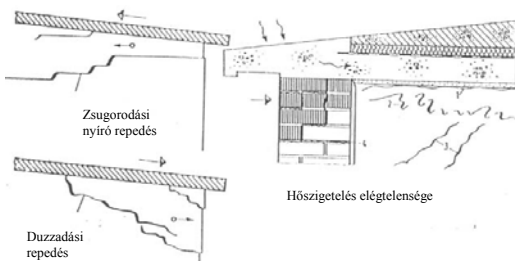 Zsugorodási
nyíró repedés
Hőszigetelés elégtelensége
Duzzadási
repedés